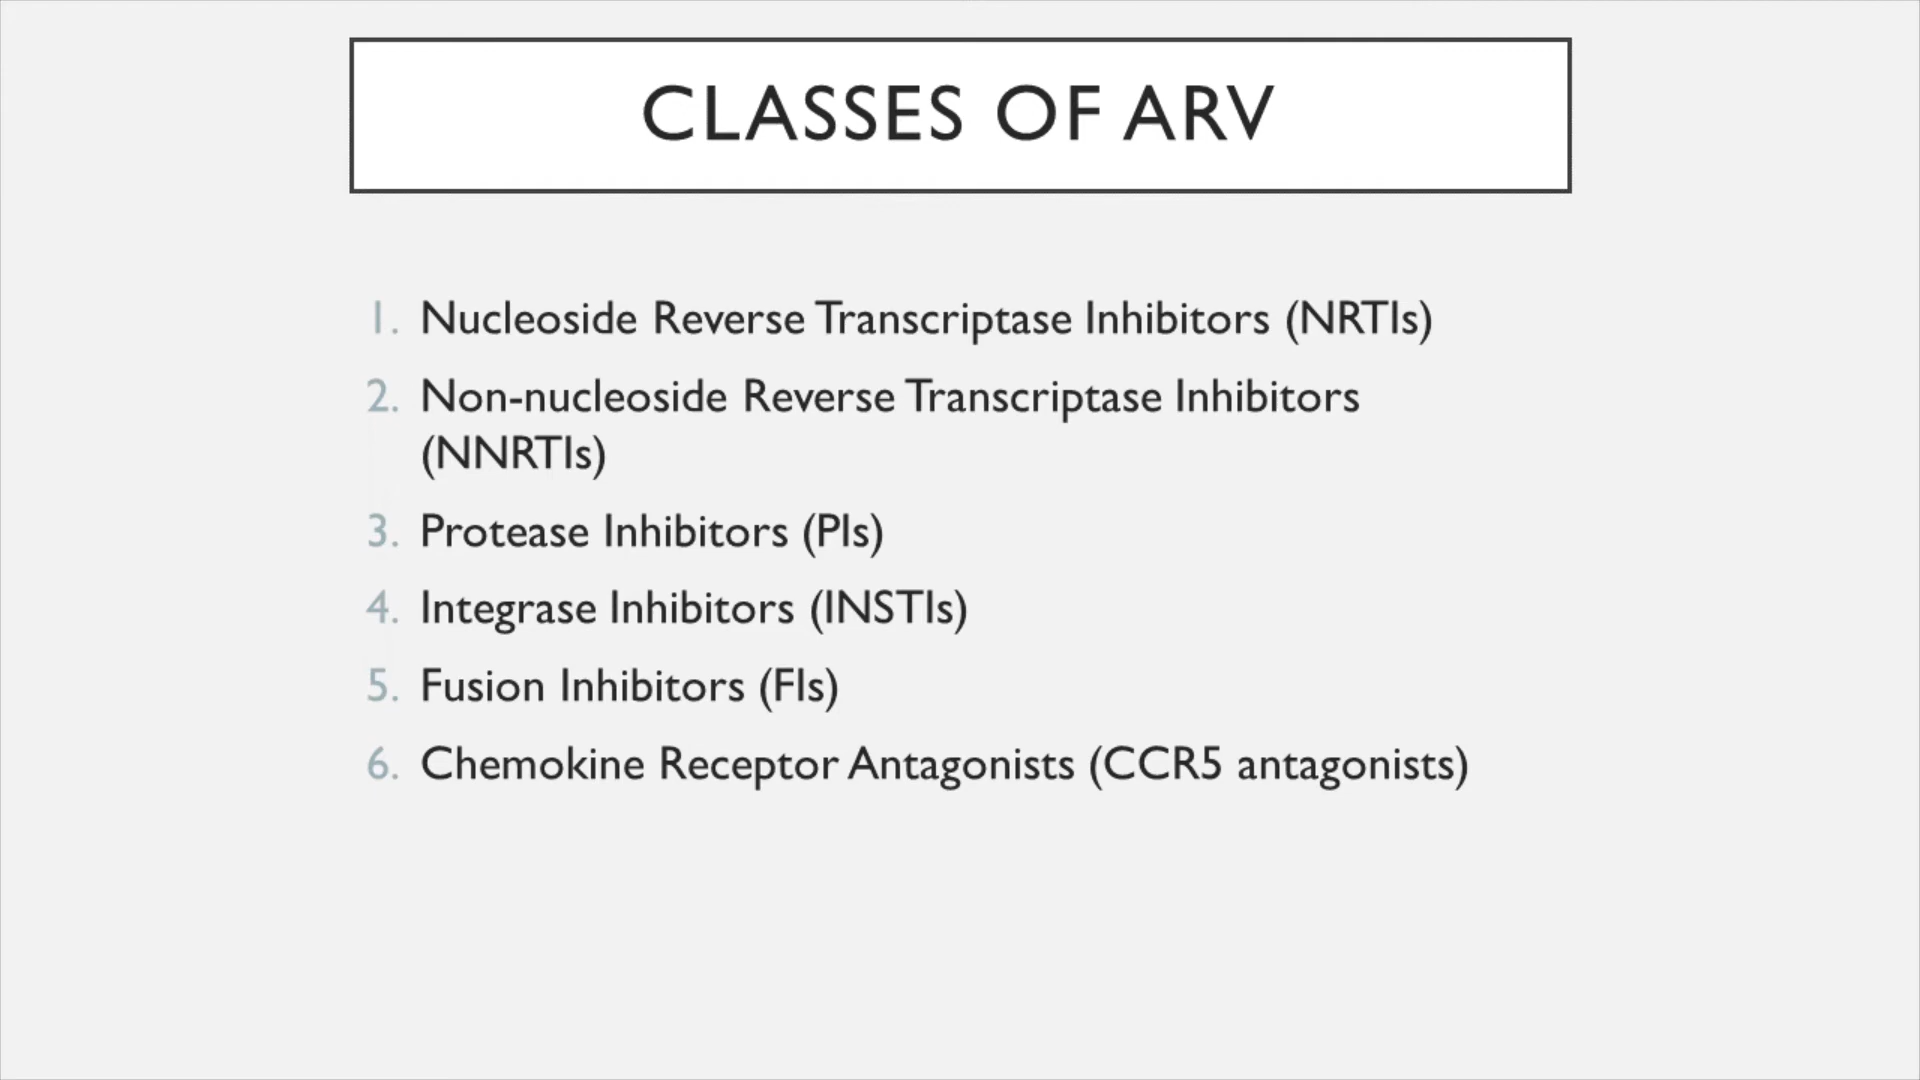 CLASSES OF ARV
1. Nucleoside Reverse Transcriptase Inhibitors (NRTIs)
2. Non-nucleoside Reverse Transcriptase Inhibitors
(NNRTIs)
3. Protease Inhibitors (PIs)
4. Integrase Inhibitors (INSTIs)
5. Fusion Inhibitors (FIs)
6. Chemokine Receptor Antagonists (CCR5 antagonists)